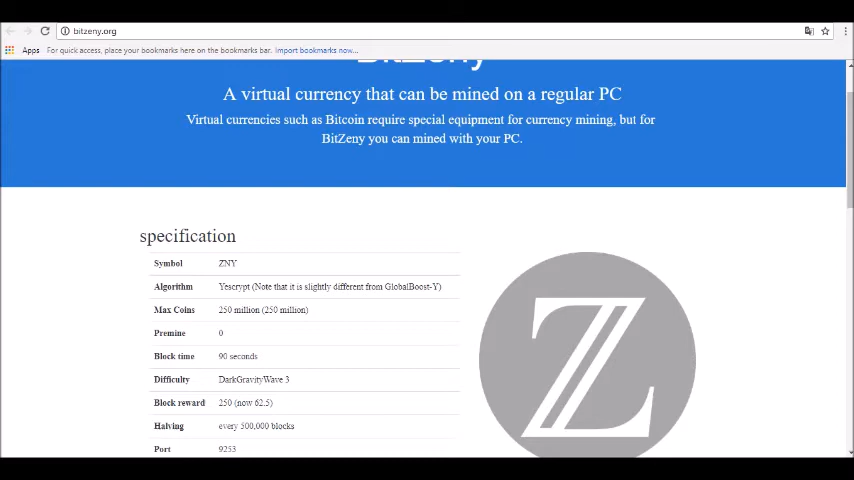 bitzeny.org
Apps For quick access, place your bookmarks here on the bookmarks bar. Import bookmarks now...
BitZeny
A virtual currency that can be mined on a regular PC
Virtual currencies such as Bitcoin require special equipment for currency mining, but for
BitZeny you can mined with your PC.
specification
Symbol ZNY
Algorithm Yescrypt (Note that it is slightly different from GlobalBoost-Y)
Max Coins 250 million (250 million)
Premine 0
Block time 90 seconds
Difficulty DarkGravityWave 3
Block reward 250 (now 62.5)
Halving every 500,000 blocks
Port 9253
Z